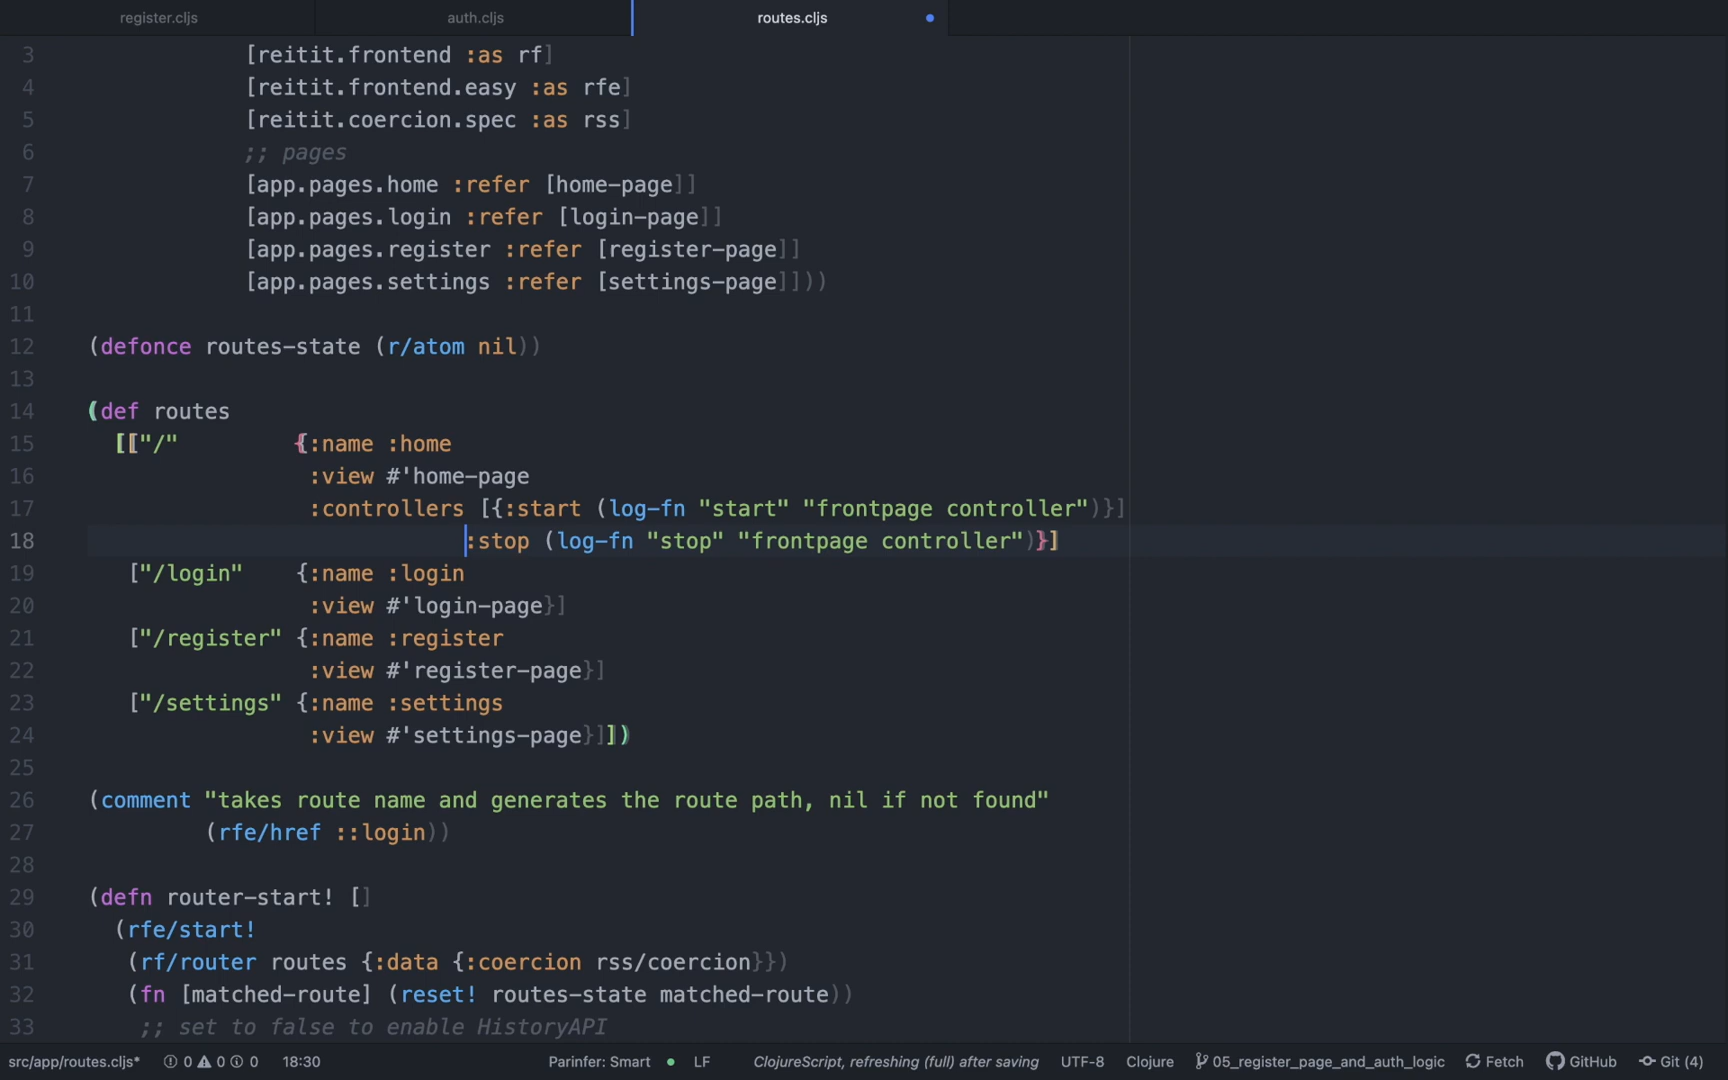 register.cljs auth.cljs routes.cljs
3 [reitit.frontend :as rf]
4 [reitit.frontend.easy :as rfe]
5 [reitit.coercion.spec :as rss]
6 ;; pages
7 [app.pages.home :refer [home-page]]
8 [app.pages.login :refer [login-page]]
9 [app.pages.register :refer [register-page]]
10 [app.pages.settings :refer [settings-page]]))
11
12 (defonce routes-state (r/atom nil))
13
14 (def routes
15 [["/" {:name :home
16 :view #'home-page
17 :controllers [{:start (log-fn "start" "frontpage controller")}]
18 :stop (log-fn "stop" "frontpage controller")}]
19 ["/login" {:name :login
20 :view #'login-page}]
21 ["/register" {:name :register
22 :view #'register-page}]
23 ["/settings" {:name :settings
24 :view #'settings-page}]])
25
26 (comment "takes route name and generates the route path, nil if not found"
27 (rfe/href ::login))
28
29 (defn router-start! []
30 (rfe/start!
31 (rf/router routes {:data {:coercion rss/coercion}})
32 (fn [matched-route] (reset! routes-state matched-route))
33 ;; set to false to enable HistoryAPI
src/app/routes.cljs* 0 0 0 18:30 Parinfer: Smart LF ClojureScript, refreshing (full) after saving UTF-8 Clojure 05_register_page_and_auth_logic Fetch GitHub Git (4)